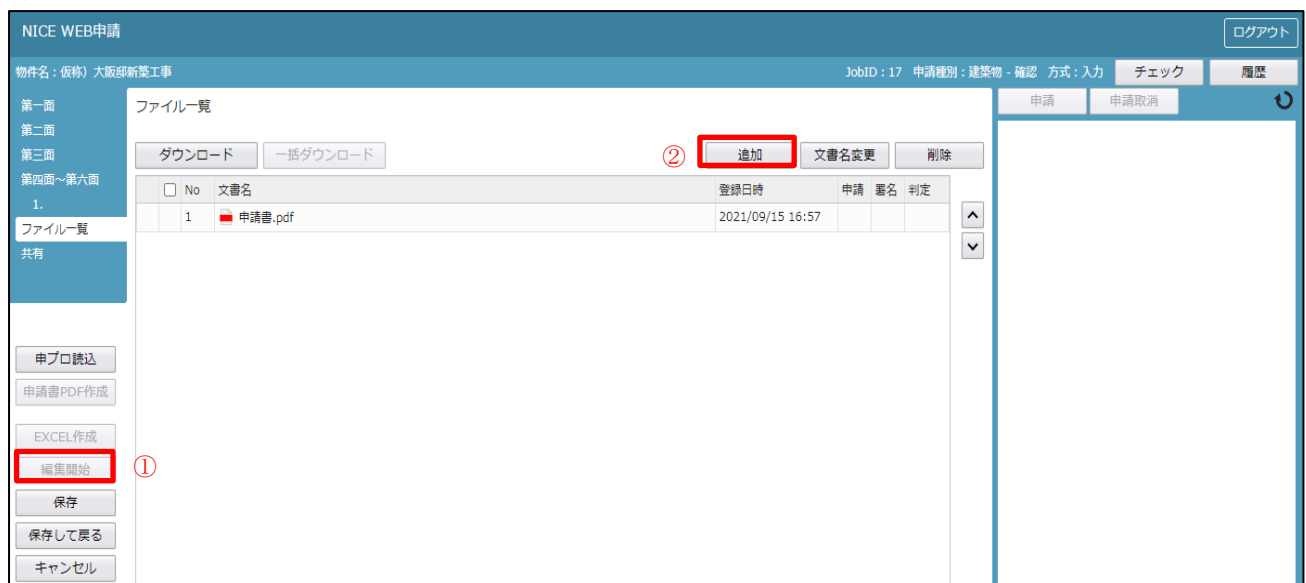 NICE WEB申請
ログアウト
物件名：仮称）大阪邸新築工事
JobID：17 申請種別：建築物 - 確認 方式：入力
チェック
履歴
第一面
第二面
第三面
第四面～第六面
1.
ファイル一覧
共有
申プロ読込
申請書PDF作成
EXCEL作成
編集開始
①
保存
保存して戻る
キャンセル
ファイル一覧
ダウンロード
一括ダウンロード
②
追加
文書名変更
削除
No 文書名 登録日時 申請 署名 判定
1 申請書.pdf 2021/09/15 16:57
申請
申請取消